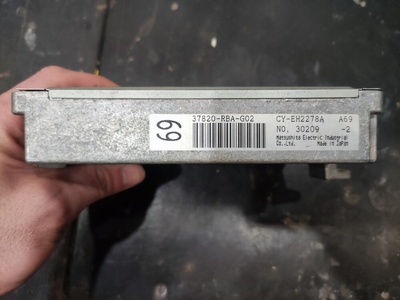 69
37820-RBA-G02
CY-EH2278A A69
NO. 30209 -2
Matsushita Electric Industrial
Co.,Ltd. Made in Japan